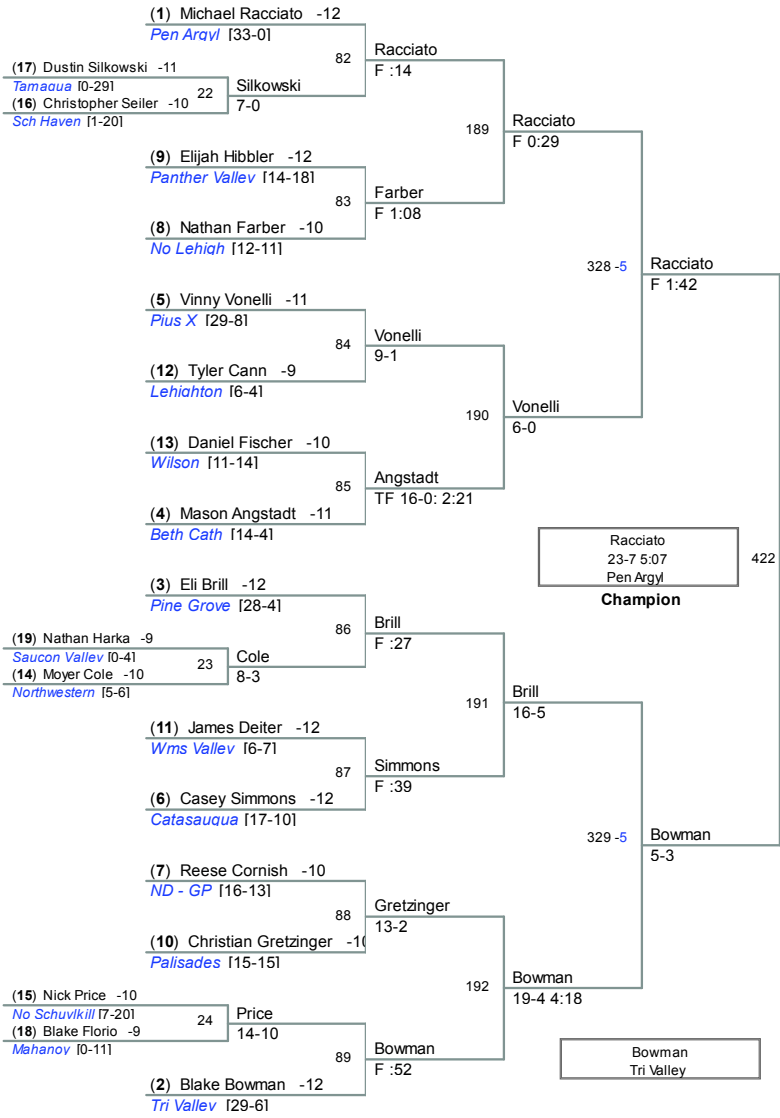 (1) Michael Racciato -12
Pen Argyl [33-0]
82
Racciato
F :14
(17) Dustin Silkowski -11
Tamaqua [0-29]
22
Silkowski
7-0
(16) Christopher Seiler -10
Sch Haven [1-20]
189
Racciato
F 0:29
(9) Elijah Hibbler -12
Panther Valley [14-18]
83
Farber
F 1:08
(8) Nathan Farber -10
No Lehigh [12-11]
328 -5
Racciato
F 1:42
(5) Vinny Vonelli -11
Pius X [29-8]
84
Vonelli
9-1
(12) Tyler Cann -9
Lehighton [6-4]
190
Vonelli
6-0
(13) Daniel Fischer -10
Wilson [11-14]
85
Angstadt
TF 16-0: 2:21
(4) Mason Angstadt -11
Beth Cath [14-4]
Racciato
23-7 5:07
Pen Argyl
422
Champion
(3) Eli Brill -12
Pine Grove [28-4]
86
Brill
F :27
(19) Nathan Harka -9
Saucon Valley [0-4]
23
Cole
8-3
(14) Moyer Cole -10
Northwestern [5-6]
191
Brill
16-5
(11) James Deiter -12
Wms Valley [6-7]
87
Simmons
F :39
(6) Casey Simmons -12
Catasauqua [17-10]
329 -5
Bowman
5-3
(7) Reese Cornish -10
ND - GP [16-13]
88
Gretzinger
13-2
(10) Christian Gretzinger -10
Palisades [15-15]
192
Bowman
19-4 4:18
(15) Nick Price -10
No Schuylkill [7-20]
24
Price
14-10
(18) Blake Florio -9
Mahanoy [0-11]
89
Bowman
F :52
(2) Blake Bowman -12
Tri Valley [29-6]
Bowman
Tri Valley